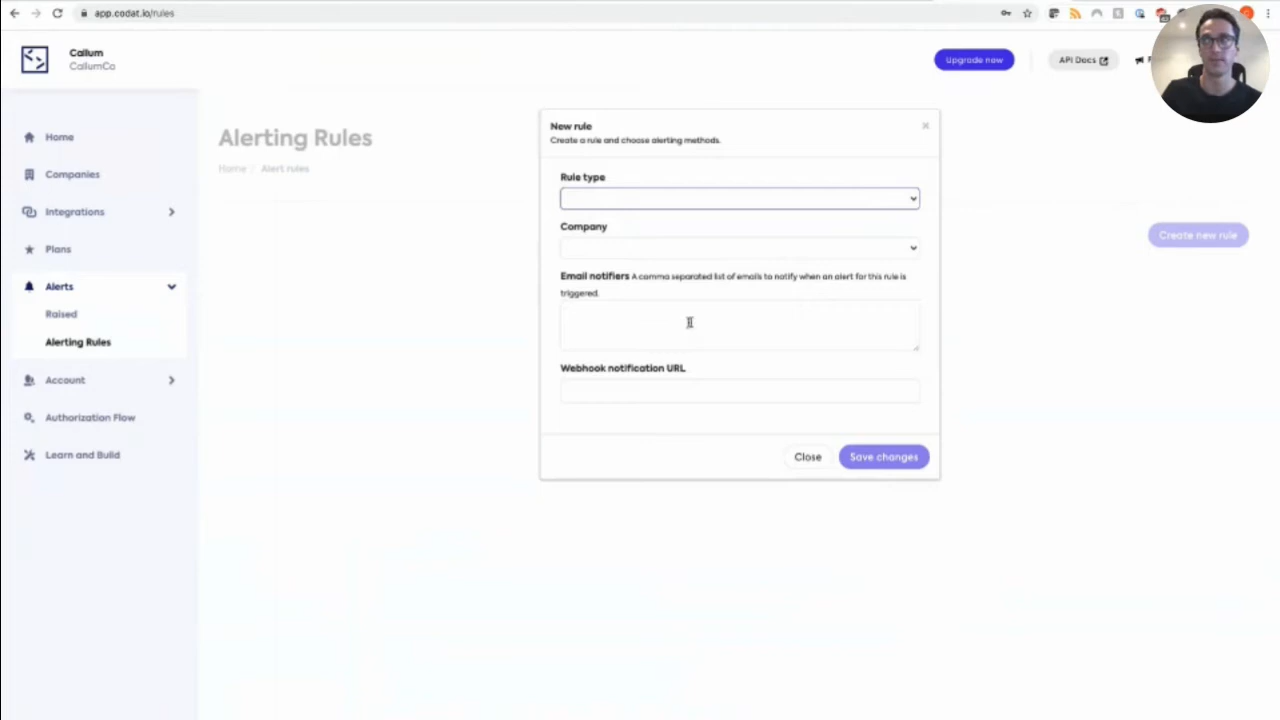 app.codat.io/rules
Callum
CallumCo
Upgrade now
API Docs
Home
Companies
Integrations
Plans
Alerts
Raised
Alerting Rules
Account
Authorization Flow
Learn and Build
Alerting Rules
Home / Alert rules
Create new rule
New rule
Create a rule and choose alerting methods.
Rule type
Company
Email notifiers A comma separated list of emails to notify when an alert for this rule is
triggered.
Webhook notification URL
Close
Save changes